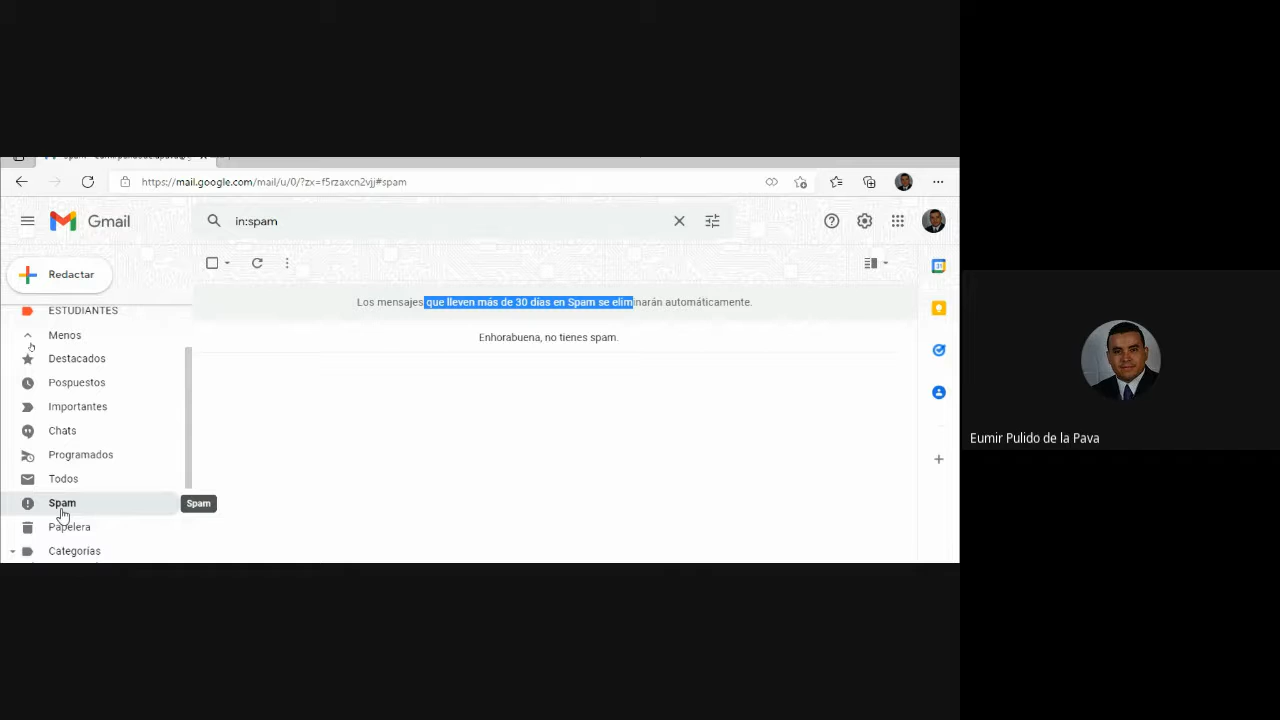 https://mail.google.com/mail/u/0/?zx=f5rzaxcn2vjj#spam
Gmail
in:spam
Redactar
Los mensajes que lleven más de 30 días en Spam se eliminarán automáticamente.
Enhorabuena, no tienes spam.
ESTUDIANTES
Menos
Destacados
Pospuestos
Importantes
Chats
Programados
Todos
Spam
Spam
Papelera
Categorías
Eumir Pulido de la Pava